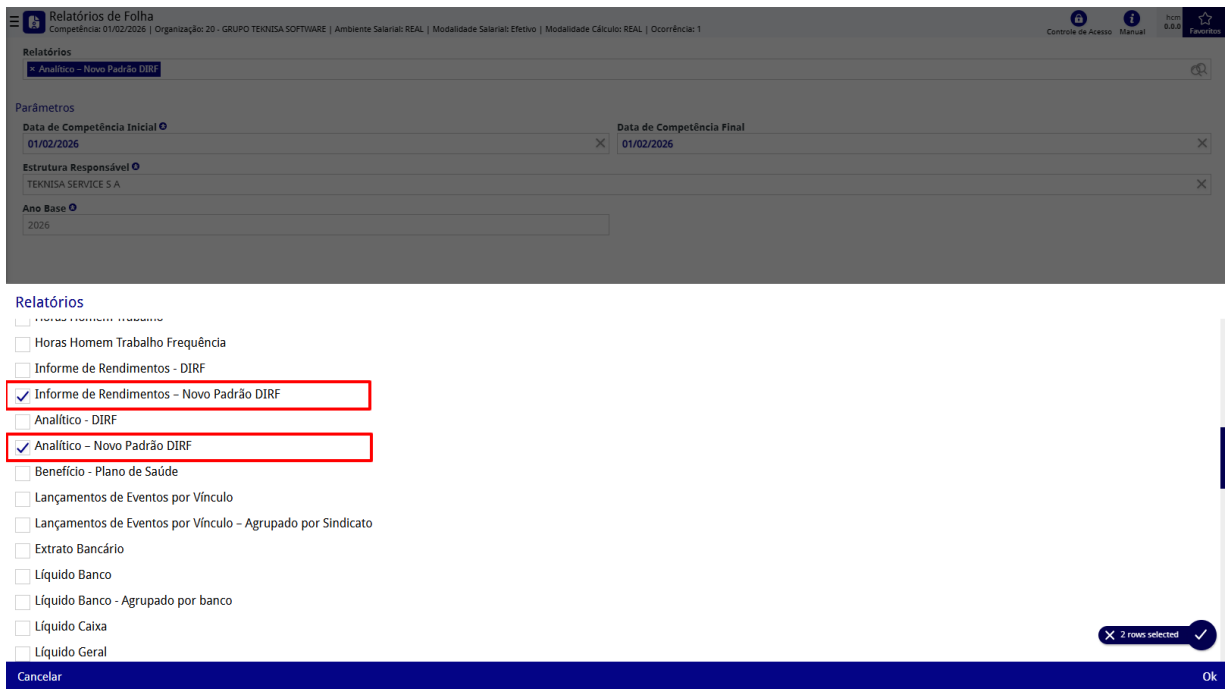 Relatórios de Folha
Competência: 01/02/2026 | Organização: 20 - GRUPO TEKNISA SOFTWARE | Ambiente Salarial: REAL | Modalidade Salarial: Efetivo | Modalidade Cálculo: REAL | Ocorrência: 1
Controle de Acesso
Manual
hcm
0.0.0
Favoritos
Relatórios
× Analítico – Novo Padrão DIRF
Parâmetros
Data de Competência Inicial
Data de Competência Final
01/02/2026
01/02/2026
Estrutura Responsável
TEKNISA SERVICE S A
Ano Base
2026
Relatórios
Horas Homem Trabalho
Horas Homem Trabalho Frequência
Informe de Rendimentos - DIRF
Informe de Rendimentos – Novo Padrão DIRF
Analítico - DIRF
Analítico – Novo Padrão DIRF
Benefício - Plano de Saúde
Lançamentos de Eventos por Vínculo
Lançamentos de Eventos por Vínculo – Agrupado por Sindicato
Extrato Bancário
Líquido Banco
Líquido Banco - Agrupado por banco
Líquido Caixa
Líquido Geral
2 rows selected
Cancelar
Ok